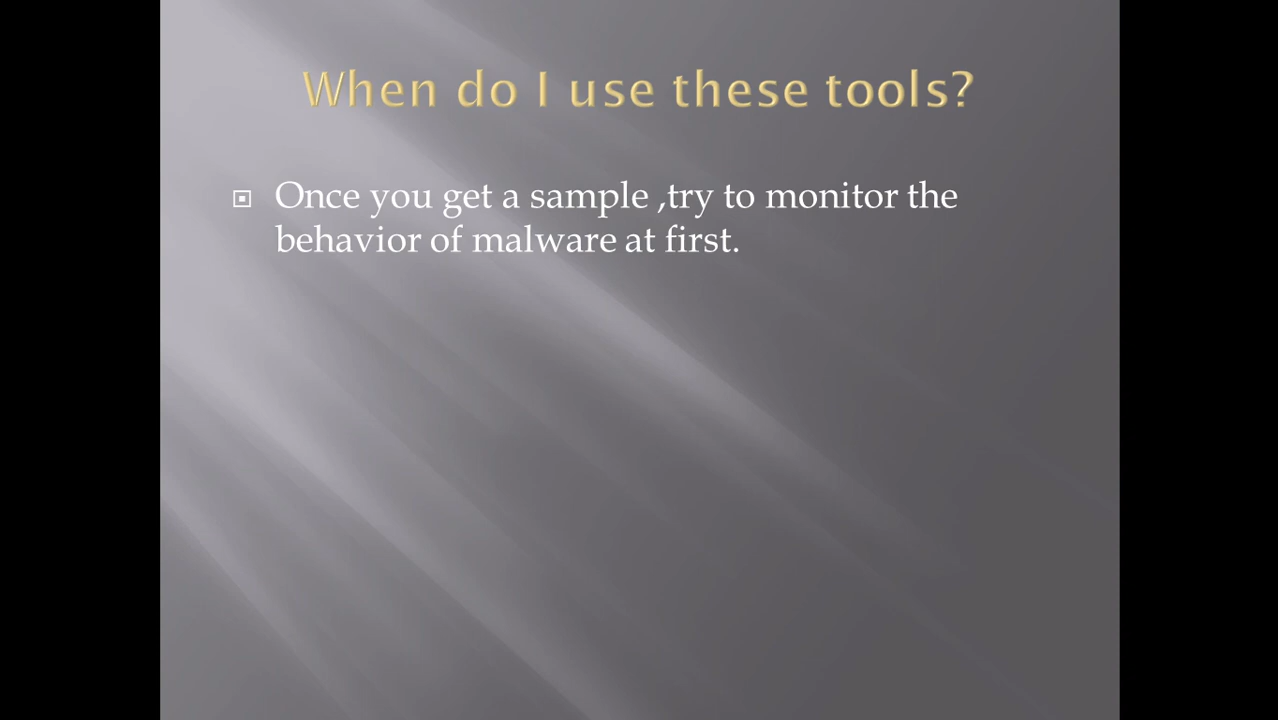 When do I use these tools?
Once you get a sample ,try to monitor the
behavior of malware at first.